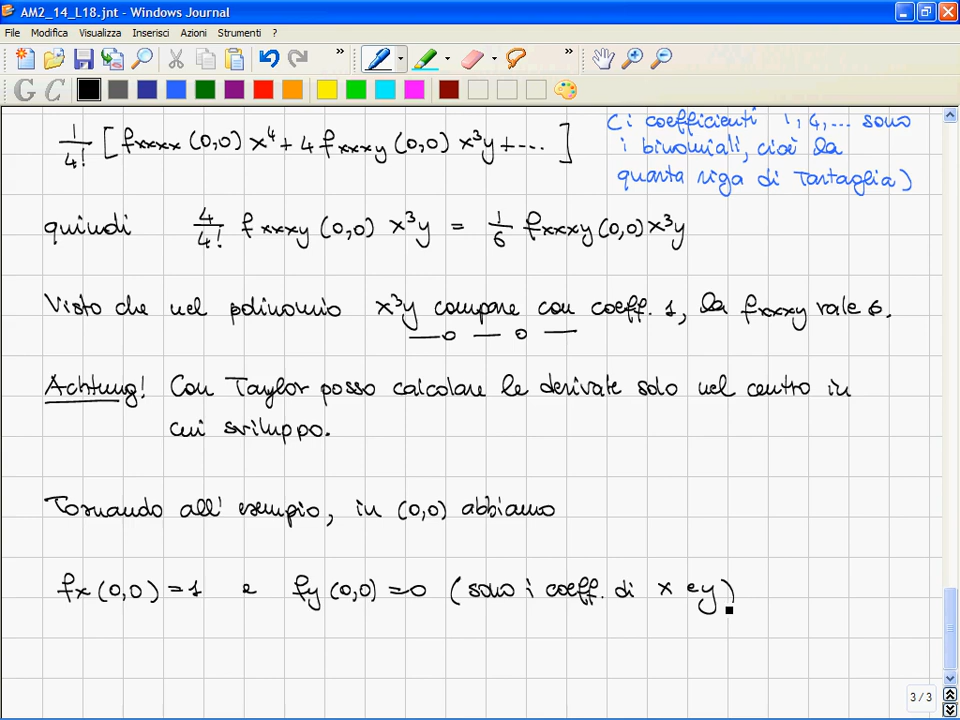 AM2_14_L18.jnt - Windows Journal
File Modifica Visualizza Inserisci Azioni Strumenti ?
1/4! [ fxxxx (0,0) x⁴ + 4 fxxxy (0,0) x³y + ... ]
(i coefficienti 1, 4, ... sono
i binomiali, cioè la
quarta riga di Tartaglia)
quindi 4/4! fxxxy (0,0) x³y = 1/6 fxxxy (0,0) x³y
Visto che nel polinomio x³y compare con coeff. 1, la fxxxy vale 6.
— o — o —
Achtung! Con Taylor posso calcolare le derivate solo nel centro in
cui sviluppo.
Tornando all'esempio, in (0,0) abbiamo
fx (0,0) = 1 e fy (0,0) = 0 (sono i coeff. di x e y)
3 / 3